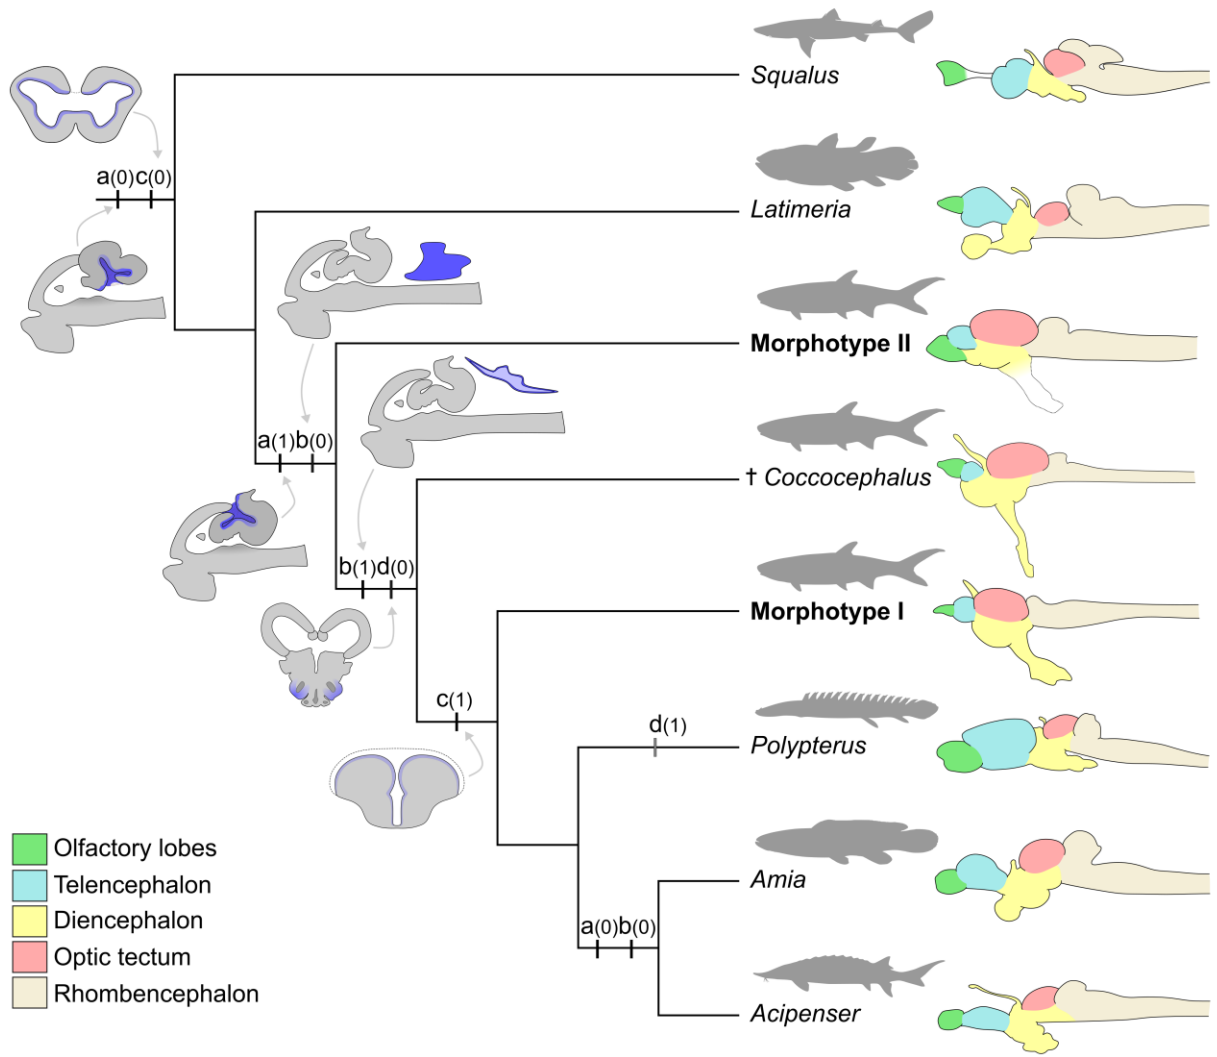 Squalus
a(0)c(0)
Latimeria
Morphotype II
a(1)b(0)
† Coccocephalus
b(1)d(0)
Morphotype I
c(1)
d(1)
Polypterus
Olfactory lobes
Telencephalon
Diencephalon
Optic tectum
Rhombencephalon
Amia
a(0)b(0)
Acipenser